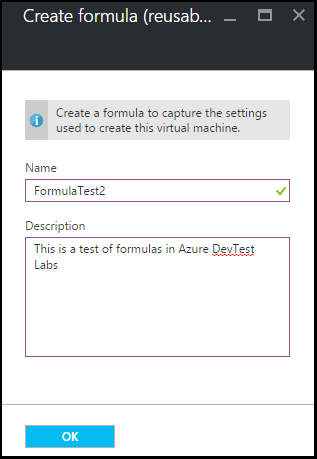 Create formula (reusab...
Create a formula to capture the settings
used to create this virtual machine.
Name
FormulaTest2
Description
This is a test of formulas in Azure DevTest
Labs
OK